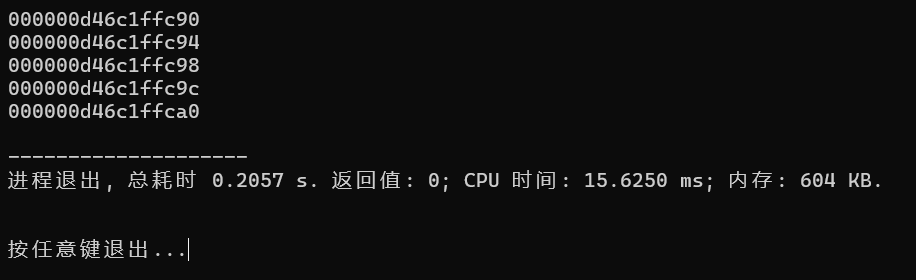 000000d46c1ffc90
000000d46c1ffc94
000000d46c1ffc98
000000d46c1ffc9c
000000d46c1ffca0
--------------------
进程退出, 总耗时 0.2057 s. 返回值: 0; CPU 时间: 15.6250 ms; 内存: 604 KB.
按任意键退出...